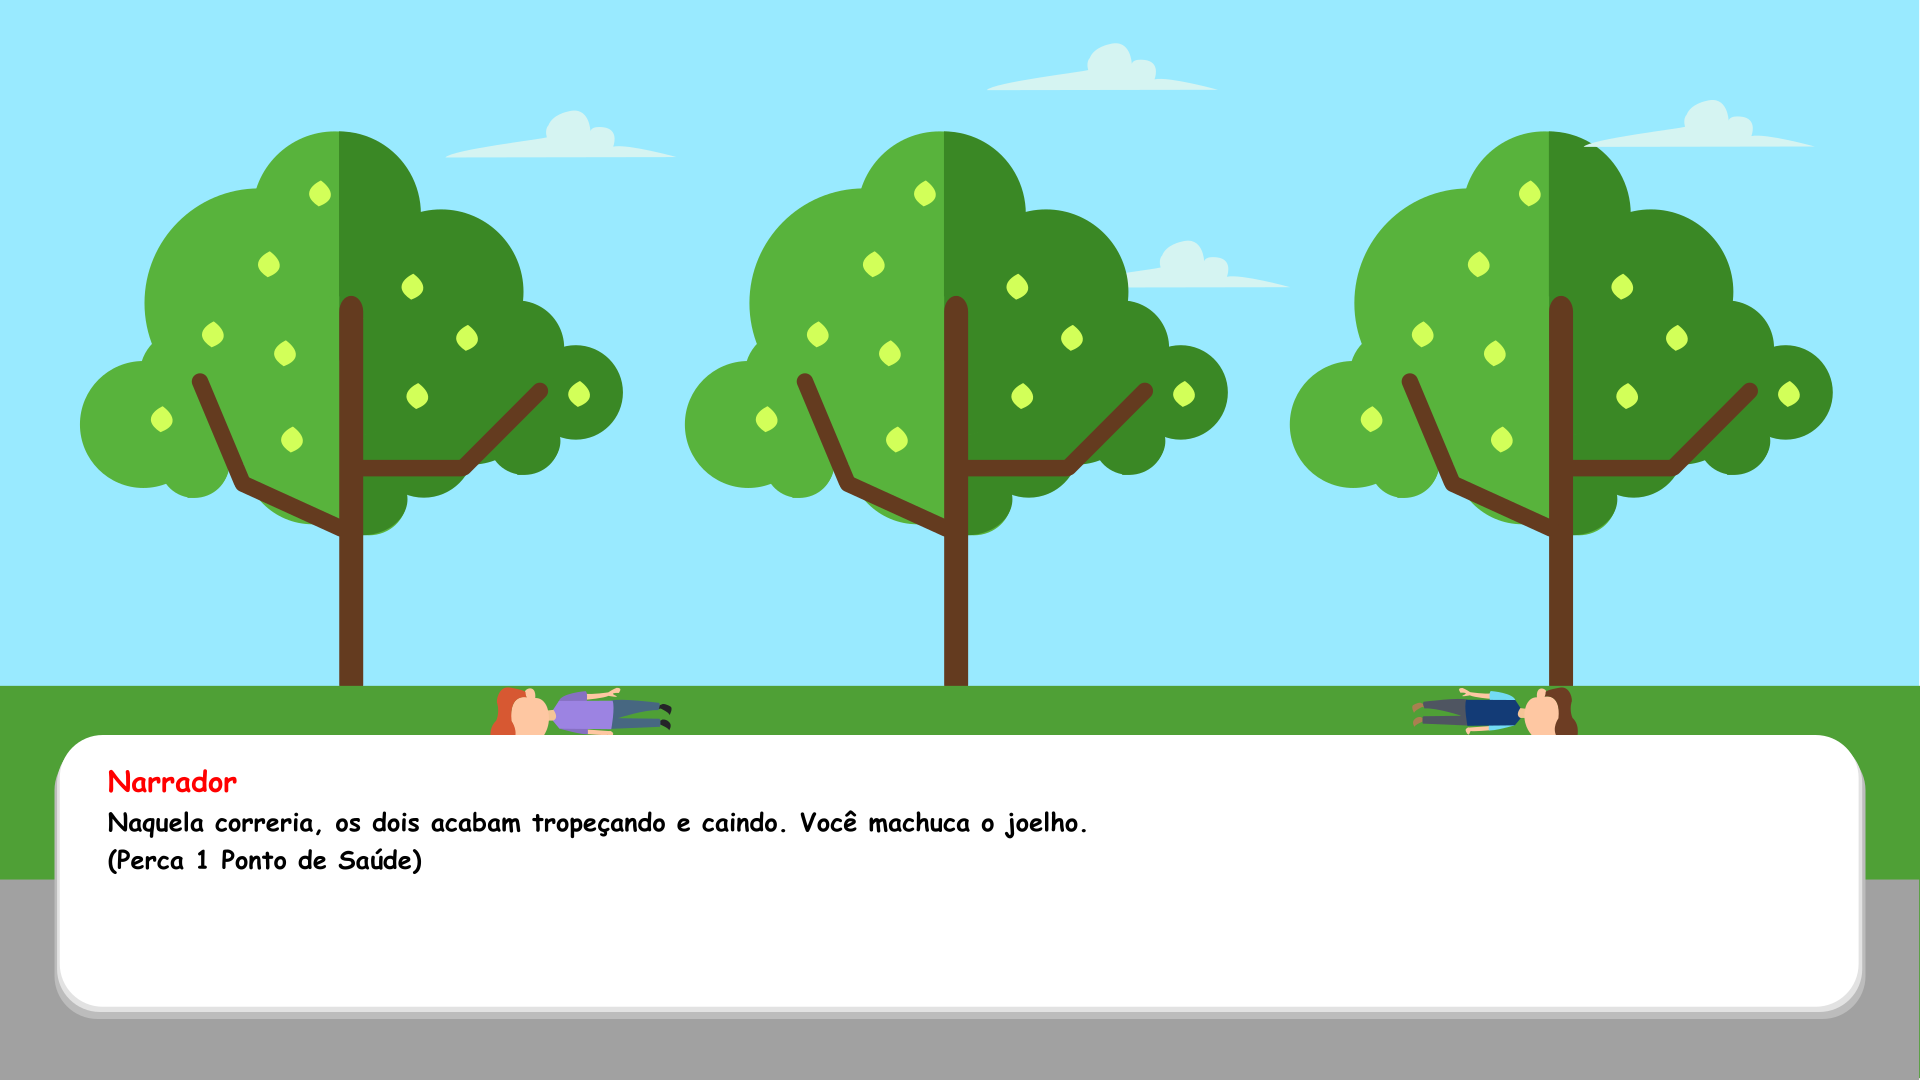 Narrador
Naquela correria, os dois acabam tropeçando e caindo. Você machuca o joelho.
(Perca 1 Ponto de Saúde)